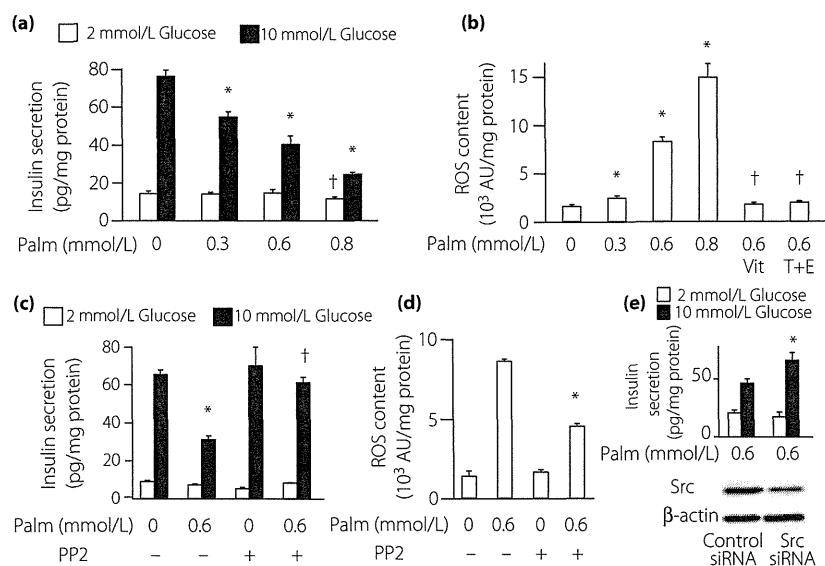 (a)
2 mmol/L Glucose 10 mmol/L Glucose
Insulin secretion
(pg/mg protein)
80
60
40
20
0
*
*
†
*
Palm (mmol/L) 0 0.3 0.6 0.8
(b)
ROS content
(10³ AU/mg protein)
15
10
5
0
*
*
*
†
†
Palm (mmol/L) 0 0.3 0.6 0.8 0.6 0.6
Vit T+E
(c)
2 mmol/L Glucose 10 mmol/L Glucose
Insulin secretion
(pg/mg protein)
80
60
40
20
0
*
†
Palm (mmol/L) 0 0.6 0 0.6
PP2 – – + +
(d)
ROS content
(10³ AU/mg protein)
10
5
0
*
Palm (mmol/L) 0 0.6 0 0.6
PP2 – – + +
(e)
2 mmol/L Glucose
10 mmol/L Glucose
Insulin
secretion
(pg/mg protein)
50
0
*
Palm (mmol/L) 0.6 0.6
Src
β-actin
Control Src
siRNA siRNA